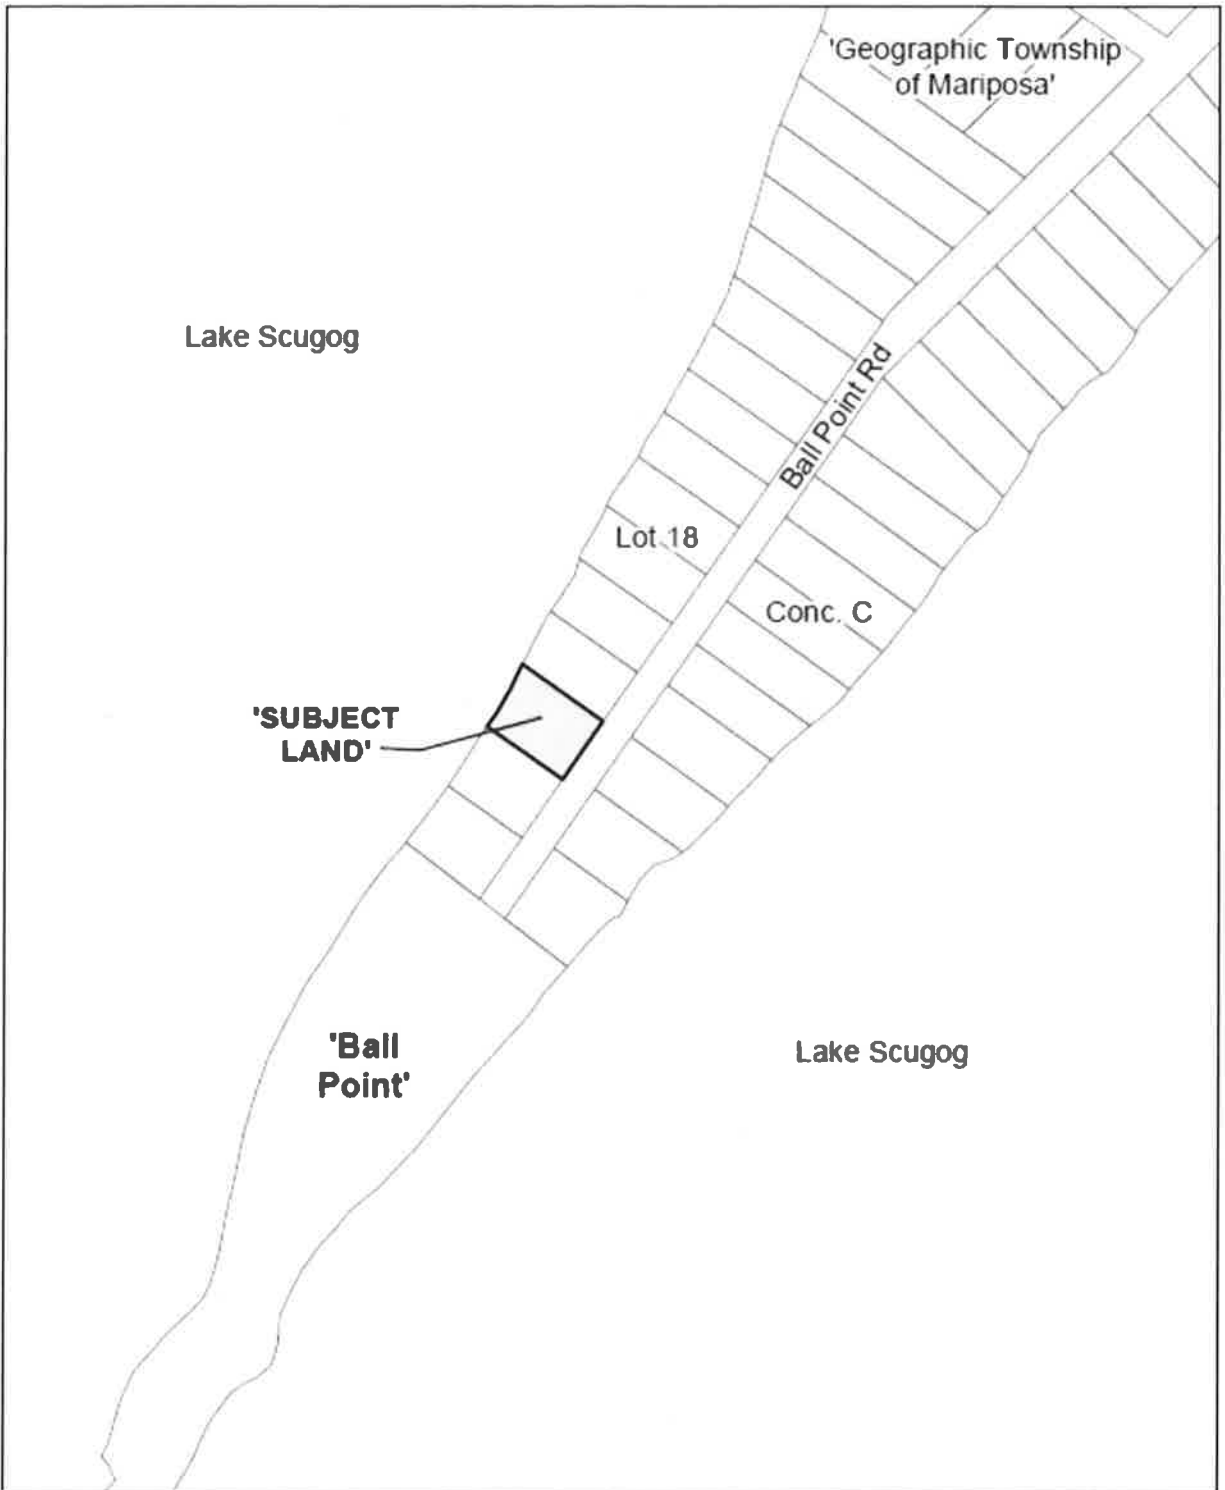 'Geographic Township
of Mariposa'
Lake Scugog
Ball Point Rd
Lot 18
Conc. C
'SUBJECT
LAND'
'Ball
Point'
Lake Scugog